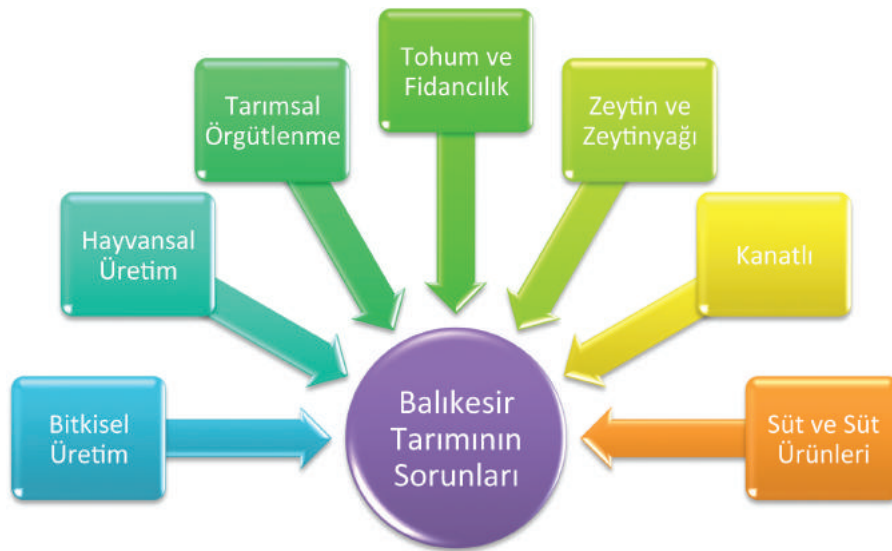 Tohum ve
Fidancılık
Tarımsal
Örgütlenme
Zeytin ve
Zeytinyağı
Hayvansal
Üretim
Kanatlı
Bitkisel
Üretim
Balıkesir
Tarımının
Sorunları
Süt ve Süt
Ürünleri